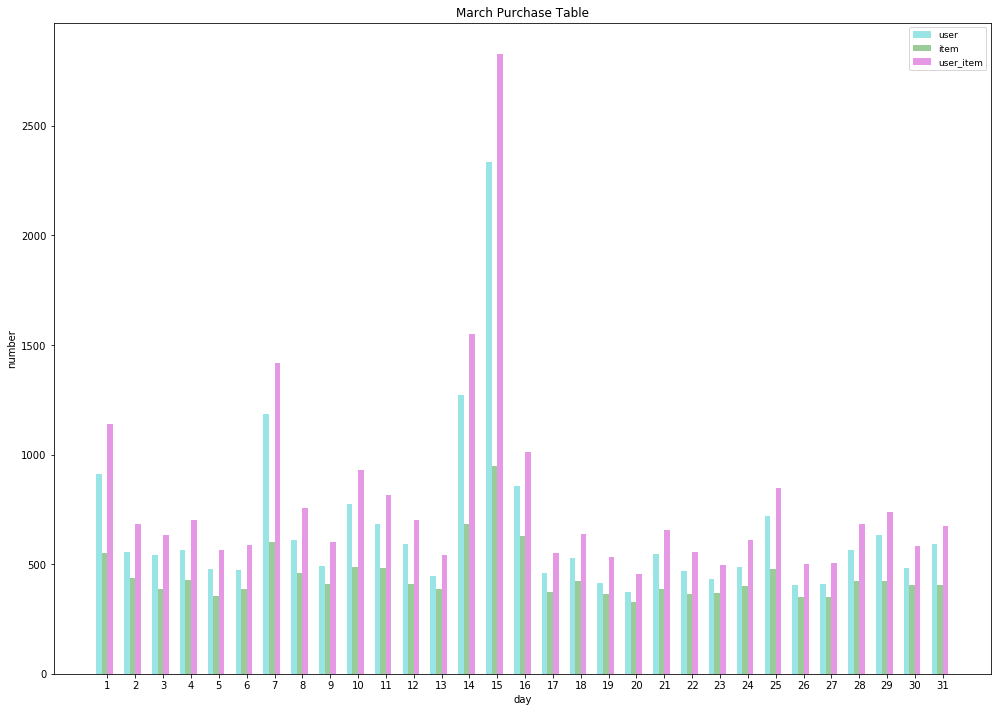 March Purchase Table
user
item
user_item
number
2500
2000
1500
1000
500
0
1 2 3 4 5 6 7 8 9 10 11 12 13 14 15 16 17 18 19 20 21 22 23 24 25 26 27 28 29 30 31
day